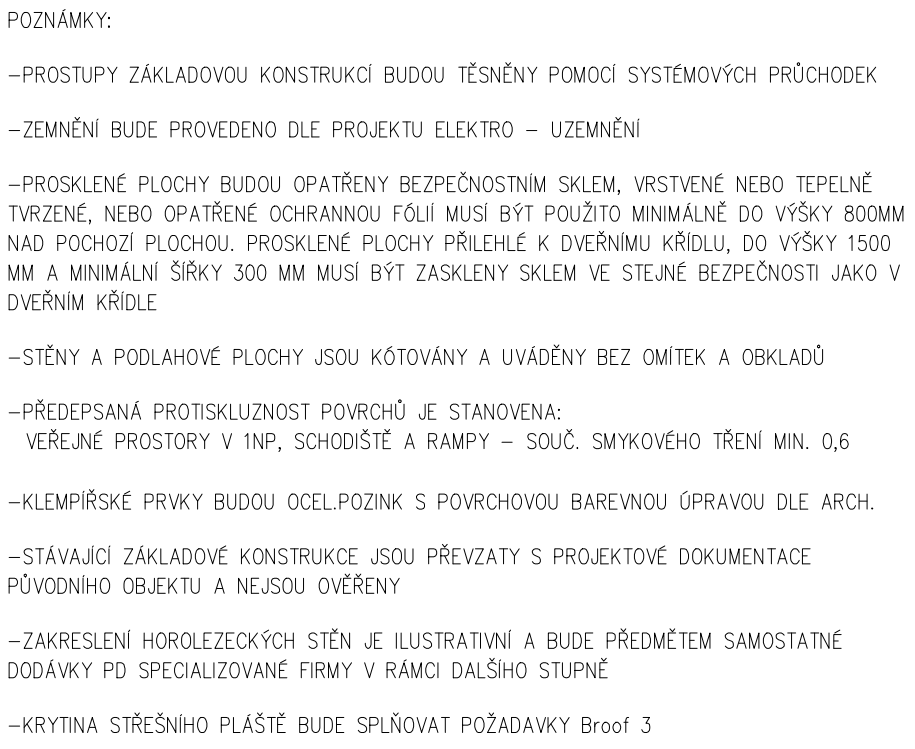 POZNÁMKY:
–PROSTUPY ZÁKLADOVOU KONSTRUKCÍ BUDOU TĚSNĚNY POMOCÍ SYSTÉMOVÝCH PRŮCHODEK
–ZEMNĚNÍ BUDE PROVEDENO DLE PROJEKTU ELEKTRO – UZEMNĚNÍ
–PROSKLENÉ PLOCHY BUDOU OPATŘENY BEZPEČNOSTNÍM SKLEM, VRSTVENÉ NEBO TEPELNĚ
TVRZENÉ, NEBO OPATŘENÉ OCHRANNOU FÓLIÍ MUSÍ BÝT POUŽITO MINIMÁLNĚ DO VÝŠKY 800MM
NAD POCHOZÍ PLOCHOU. PROSKLENÉ PLOCHY PŘILEHLÉ K DVEŘNÍMU KŘÍDLU, DO VÝŠKY 1500
MM A MINIMÁLNÍ ŠÍŘKY 300 MM MUSÍ BÝT ZASKLENY SKLEM VE STEJNÉ BEZPEČNOSTI JAKO V
DVEŘNÍM KŘÍDLE
–STĚNY A PODLAHOVÉ PLOCHY JSOU KÓTOVÁNY A UVÁDĚNY BEZ OMÍTEK A OBKLADŮ
–PŘEDEPSANÁ PROTISKLUZNOST POVRCHŮ JE STANOVENA:
VEŘEJNÉ PROSTORY V 1NP, SCHODIŠTĚ A RAMPY – SOUČ. SMYKOVÉHO TŘENÍ MIN. 0,6
–KLEMPÍŘSKÉ PRVKY BUDOU OCEL.POZINK S POVRCHOVOU BAREVNOU ÚPRAVOU DLE ARCH.
–STÁVAJÍCÍ ZÁKLADOVÉ KONSTRUKCE JSOU PŘEVZATY S PROJEKTOVÉ DOKUMENTACE
PŮVODNÍHO OBJEKTU A NEJSOU OVĚŘENY
–ZAKRESLENÍ HOROLEZECKÝCH STĚN JE ILUSTRATIVNÍ A BUDE PŘEDMĚTEM SAMOSTATNÉ
DODÁVKY PD SPECIALIZOVANÉ FIRMY V RÁMCI DALŠÍHO STUPNĚ
–KRYTINA STŘEŠNÍHO PLÁŠTĚ BUDE SPLŇOVAT POŽADAVKY Broof 3